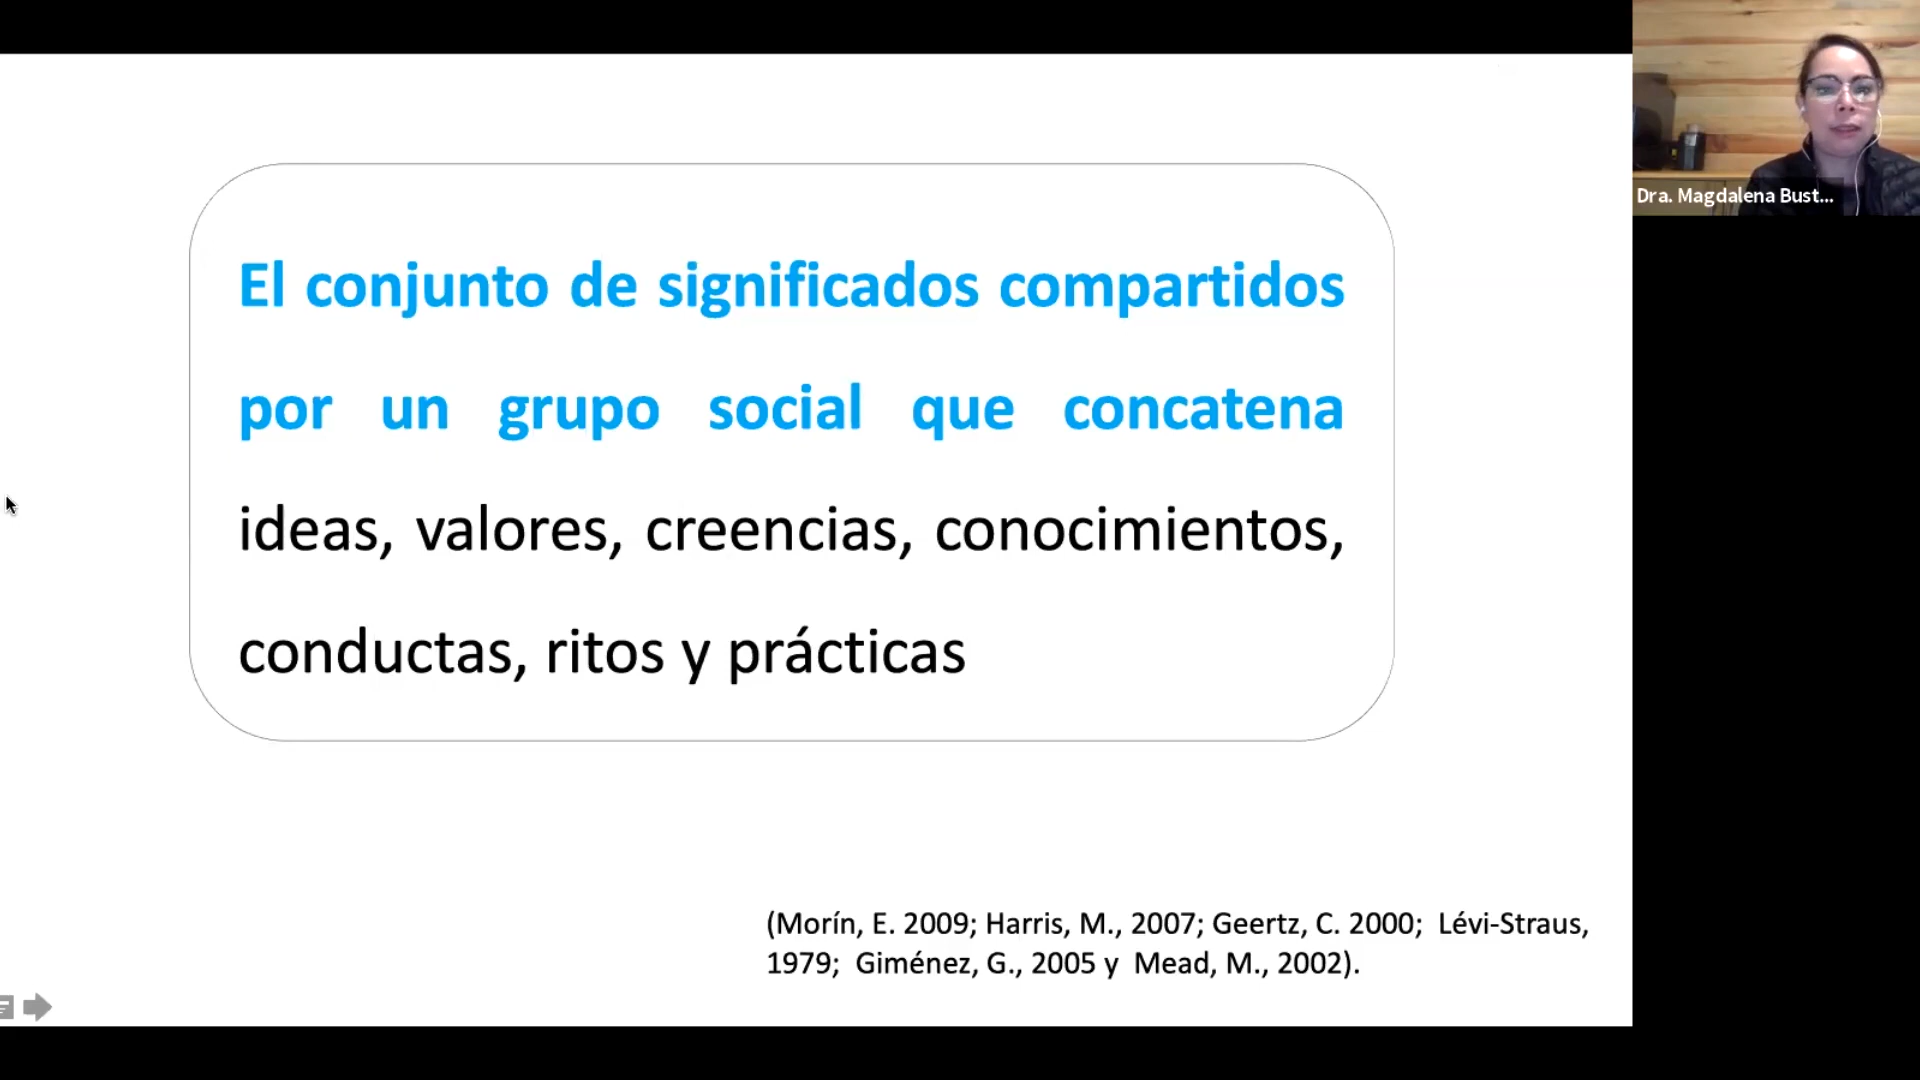 El conjunto de significados compartidos
por un grupo social que concatena
ideas, valores, creencias, conocimientos,
conductas, ritos y prácticas
(Morín, E. 2009; Harris, M., 2007; Geertz, C. 2000; Lévi-Straus,
1979; Giménez, G., 2005 y Mead, M., 2002).
Dra. Magdalena Bust...